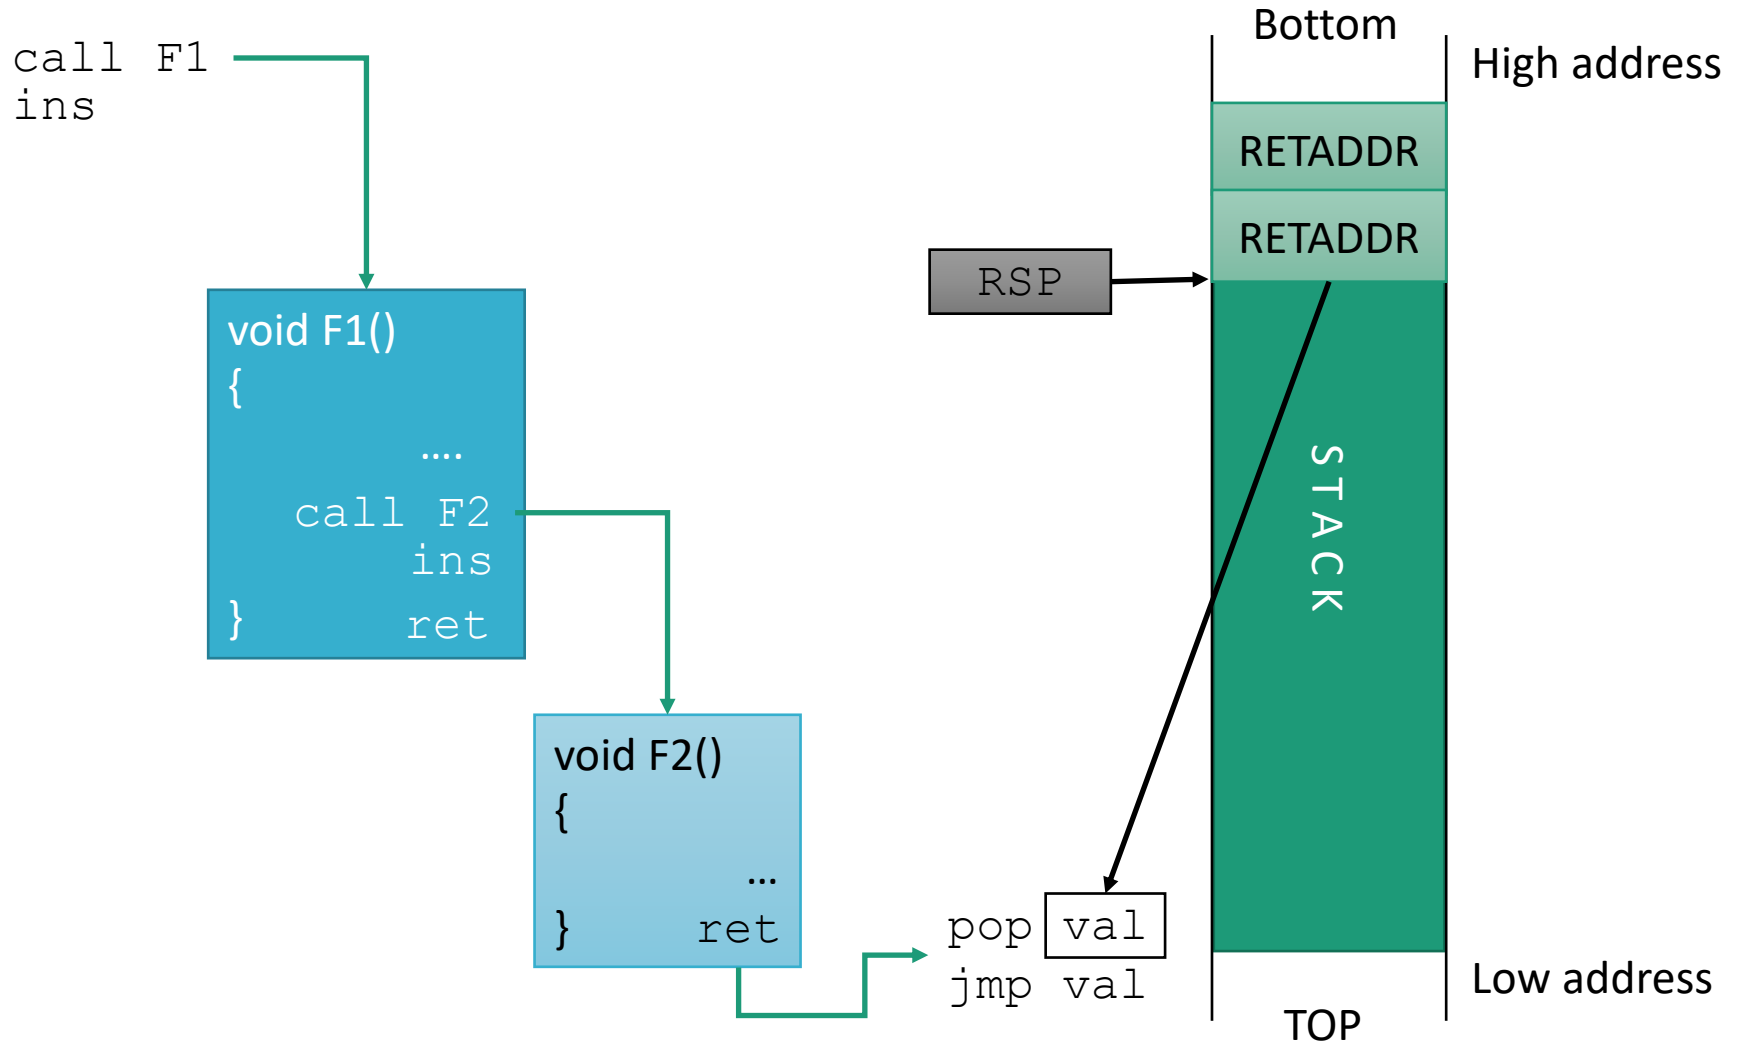 call F1
ins
void F1()
{
....
call F2
ins
} ret
void F2()
{
...
} ret
pop val
jmp val
RSP
Bottom
High address
RETADDR
RETADDR
STACK
Low address
TOP